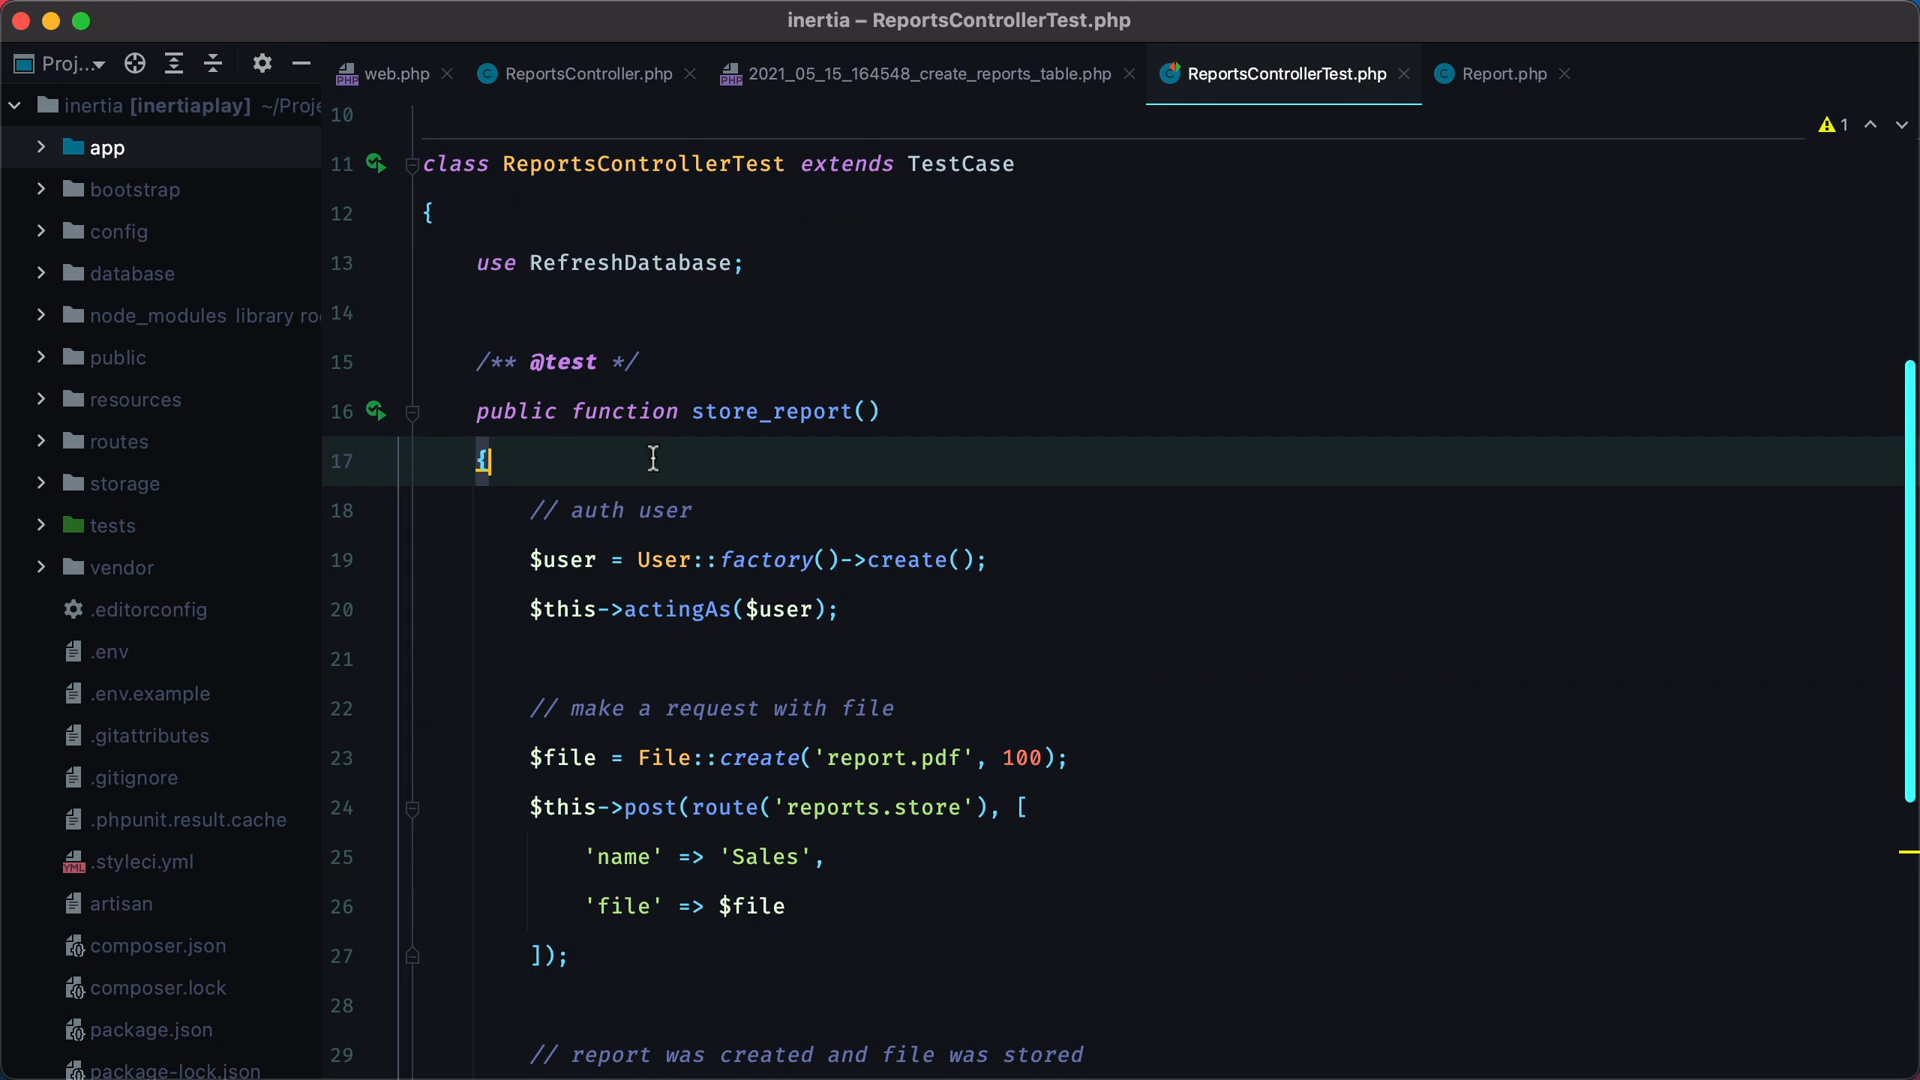 inertia – ReportsControllerTest.php
Proj...
web.php
ReportsController.php
2021_05_15_164548_create_reports_table.php
ReportsControllerTest.php
Report.php
inertia [inertiaplay] ~/Proje
app
bootstrap
config
database
node_modules library roo
public
resources
routes
storage
tests
vendor
.editorconfig
.env
.env.example
.gitattributes
.gitignore
.phpunit.result.cache
.styleci.yml
artisan
composer.json
composer.lock
package.json
package-lock.json
1
10
11 class ReportsControllerTest extends TestCase
12 {
13 use RefreshDatabase;
14
15 /** @test */
16 public function store_report()
17 {
18 // auth user
19 $user = User::factory()->create();
20 $this->actingAs($user);
21
22 // make a request with file
23 $file = File::create('report.pdf', 100);
24 $this->post(route('reports.store'), [
25 'name' => 'Sales',
26 'file' => $file
27 ]);
28
29 // report was created and file was stored